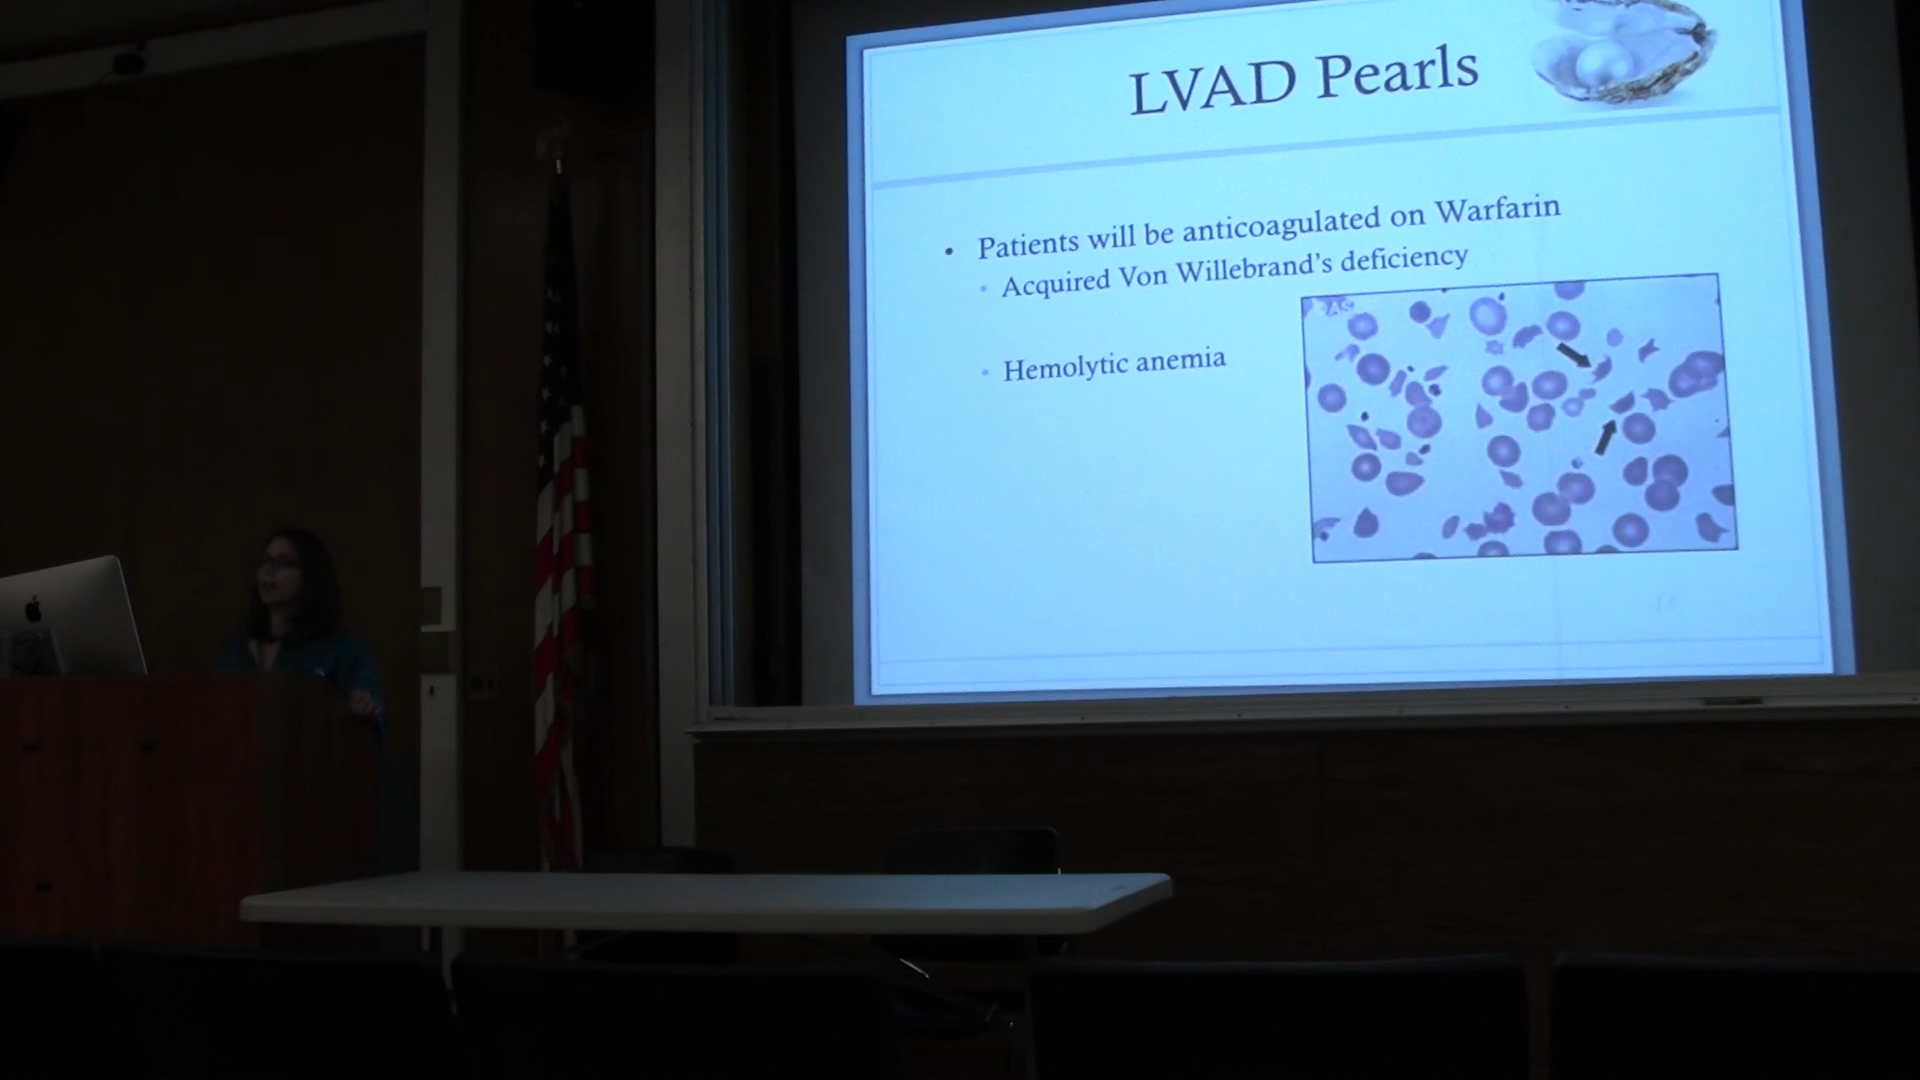 LVAD Pearls
• Patients will be anticoagulated on Warfarin
• Acquired Von Willebrand's deficiency
• Hemolytic anemia